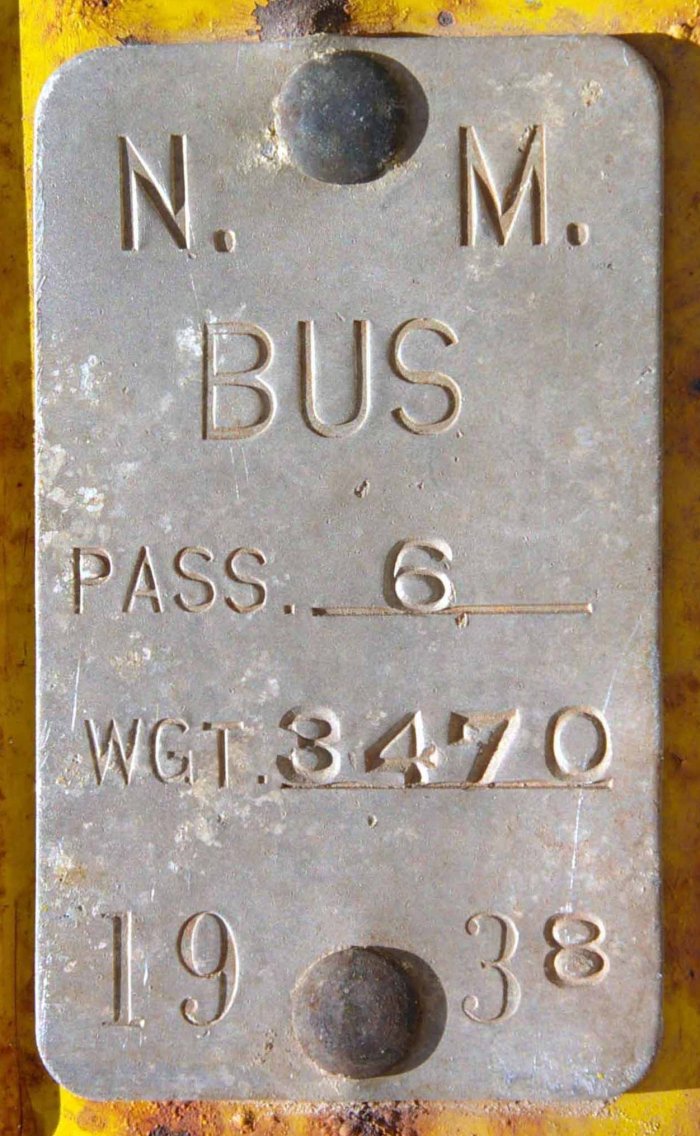 N. M.
BUS
PASS. 6
WGT. 3470
19 38